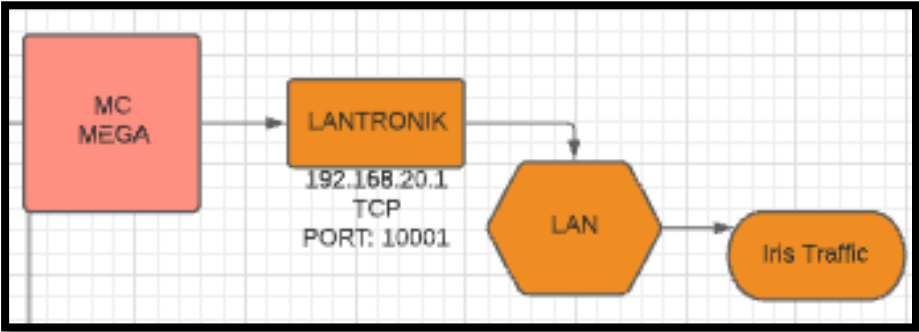 MC
MEGA
LANTRONIK
192.168.20.1
TCP
PORT: 10001
LAN
Iris Traffic